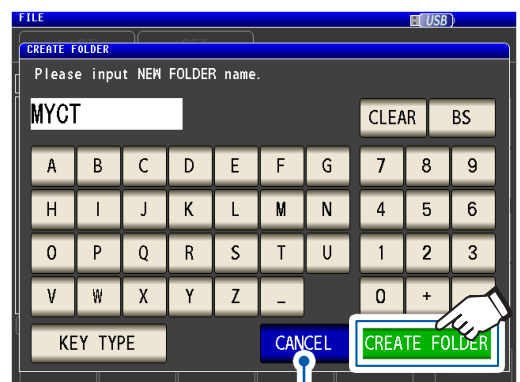 FILE
USB
CREATE FOLDER
Please input NEW FOLDER name.
MYCT
CLEAR BS
A B C D E F G 7 8 9
H I J K L M N 4 5 6
O P Q R S T U 1 2 3
V W X Y Z _ 0 +
KEY TYPE CANCEL CREATE FOLDER